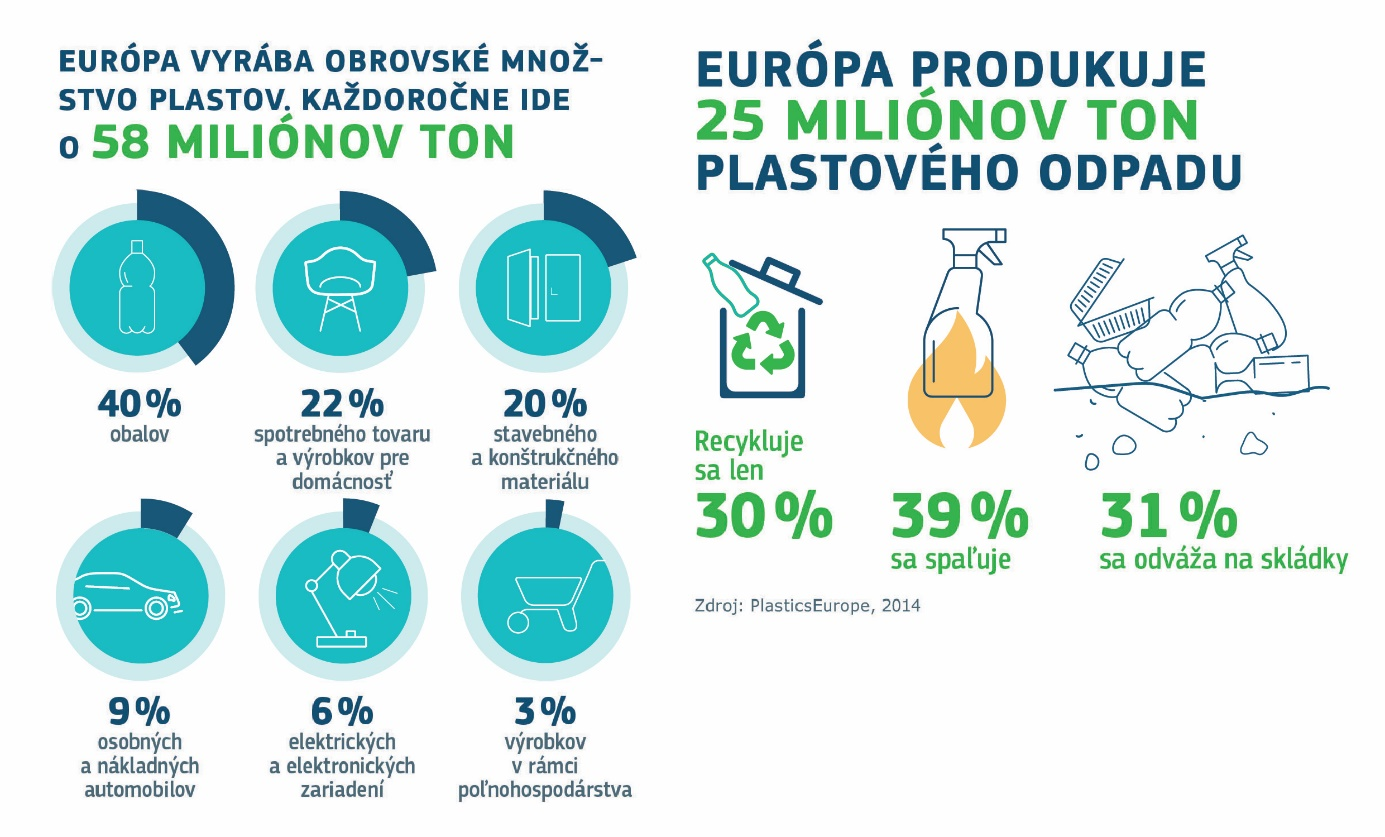 EURÓPA VYRÁBA OBROVSKÉ MNOŽ-
STVO PLASTOV. KAŽDOROČNE IDE
O 58 MILIÓNOV TON
40 %
obalov
22 %
spotrebného tovaru
a výrobkov pre
domácnosť
20 %
stavebného
a konštrukčného
materiálu
9 %
osobných
a nákladných
automobilov
6 %
elektrických
a elektronických
zariadení
3 %
výrobkov
v rámci
poľnohospodárstva
EURÓPA PRODUKUJE
25 MILIÓNOV TON
PLASTOVÉHO ODPADU
Recykluje
sa len
30 %
39 %
sa spaľuje
31 %
sa odváža na skládky
Zdroj: PlasticsEurope, 2014